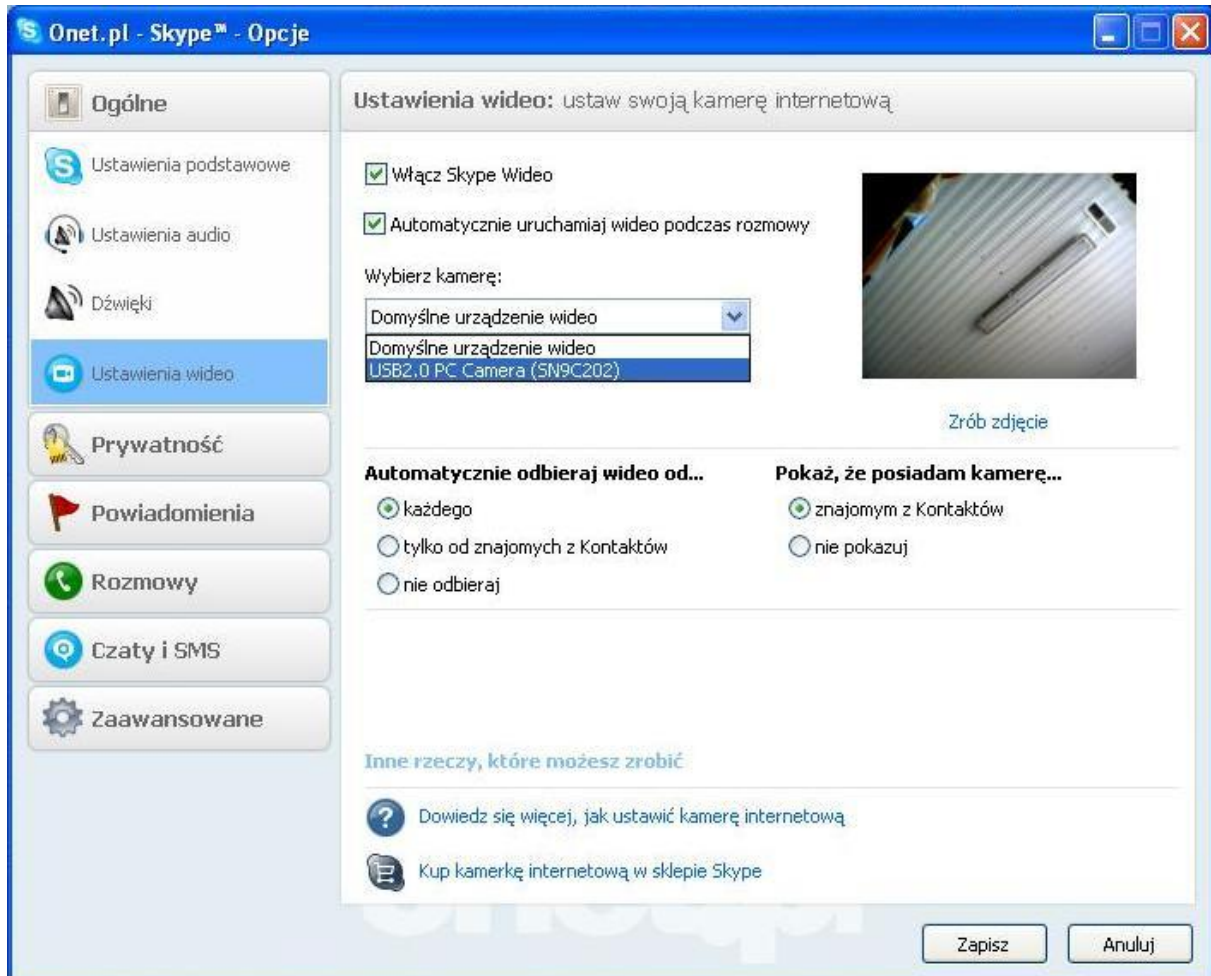 Onet.pl - Skype™ - Opcje
Ogólne
Ustawienia podstawowe
Ustawienia audio
Dźwięki
Ustawienia wideo
Prywatność
Powiadomienia
Rozmowy
Czaty i SMS
Zaawansowane
Ustawienia wideo: ustaw swoją kamerę internetową
Włącz Skype Wideo
Automatycznie uruchamiaj wideo podczas rozmowy
Wybierz kamerę:
Domyślne urządzenie wideo
Domyślne urządzenie wideo
USB2.0 PC Camera (SN9C202)
Zrób zdjęcie
Automatycznie odbieraj wideo od...
każdego
tylko od znajomych z Kontaktów
nie odbieraj
Pokaż, że posiadam kamerę...
znajomym z Kontaktów
nie pokazuj
Inne rzeczy, które możesz zrobić
Dowiedz się więcej, jak ustawić kamerę internetową
Kup kamerkę internetową w sklepie Skype
Zapisz
Anuluj